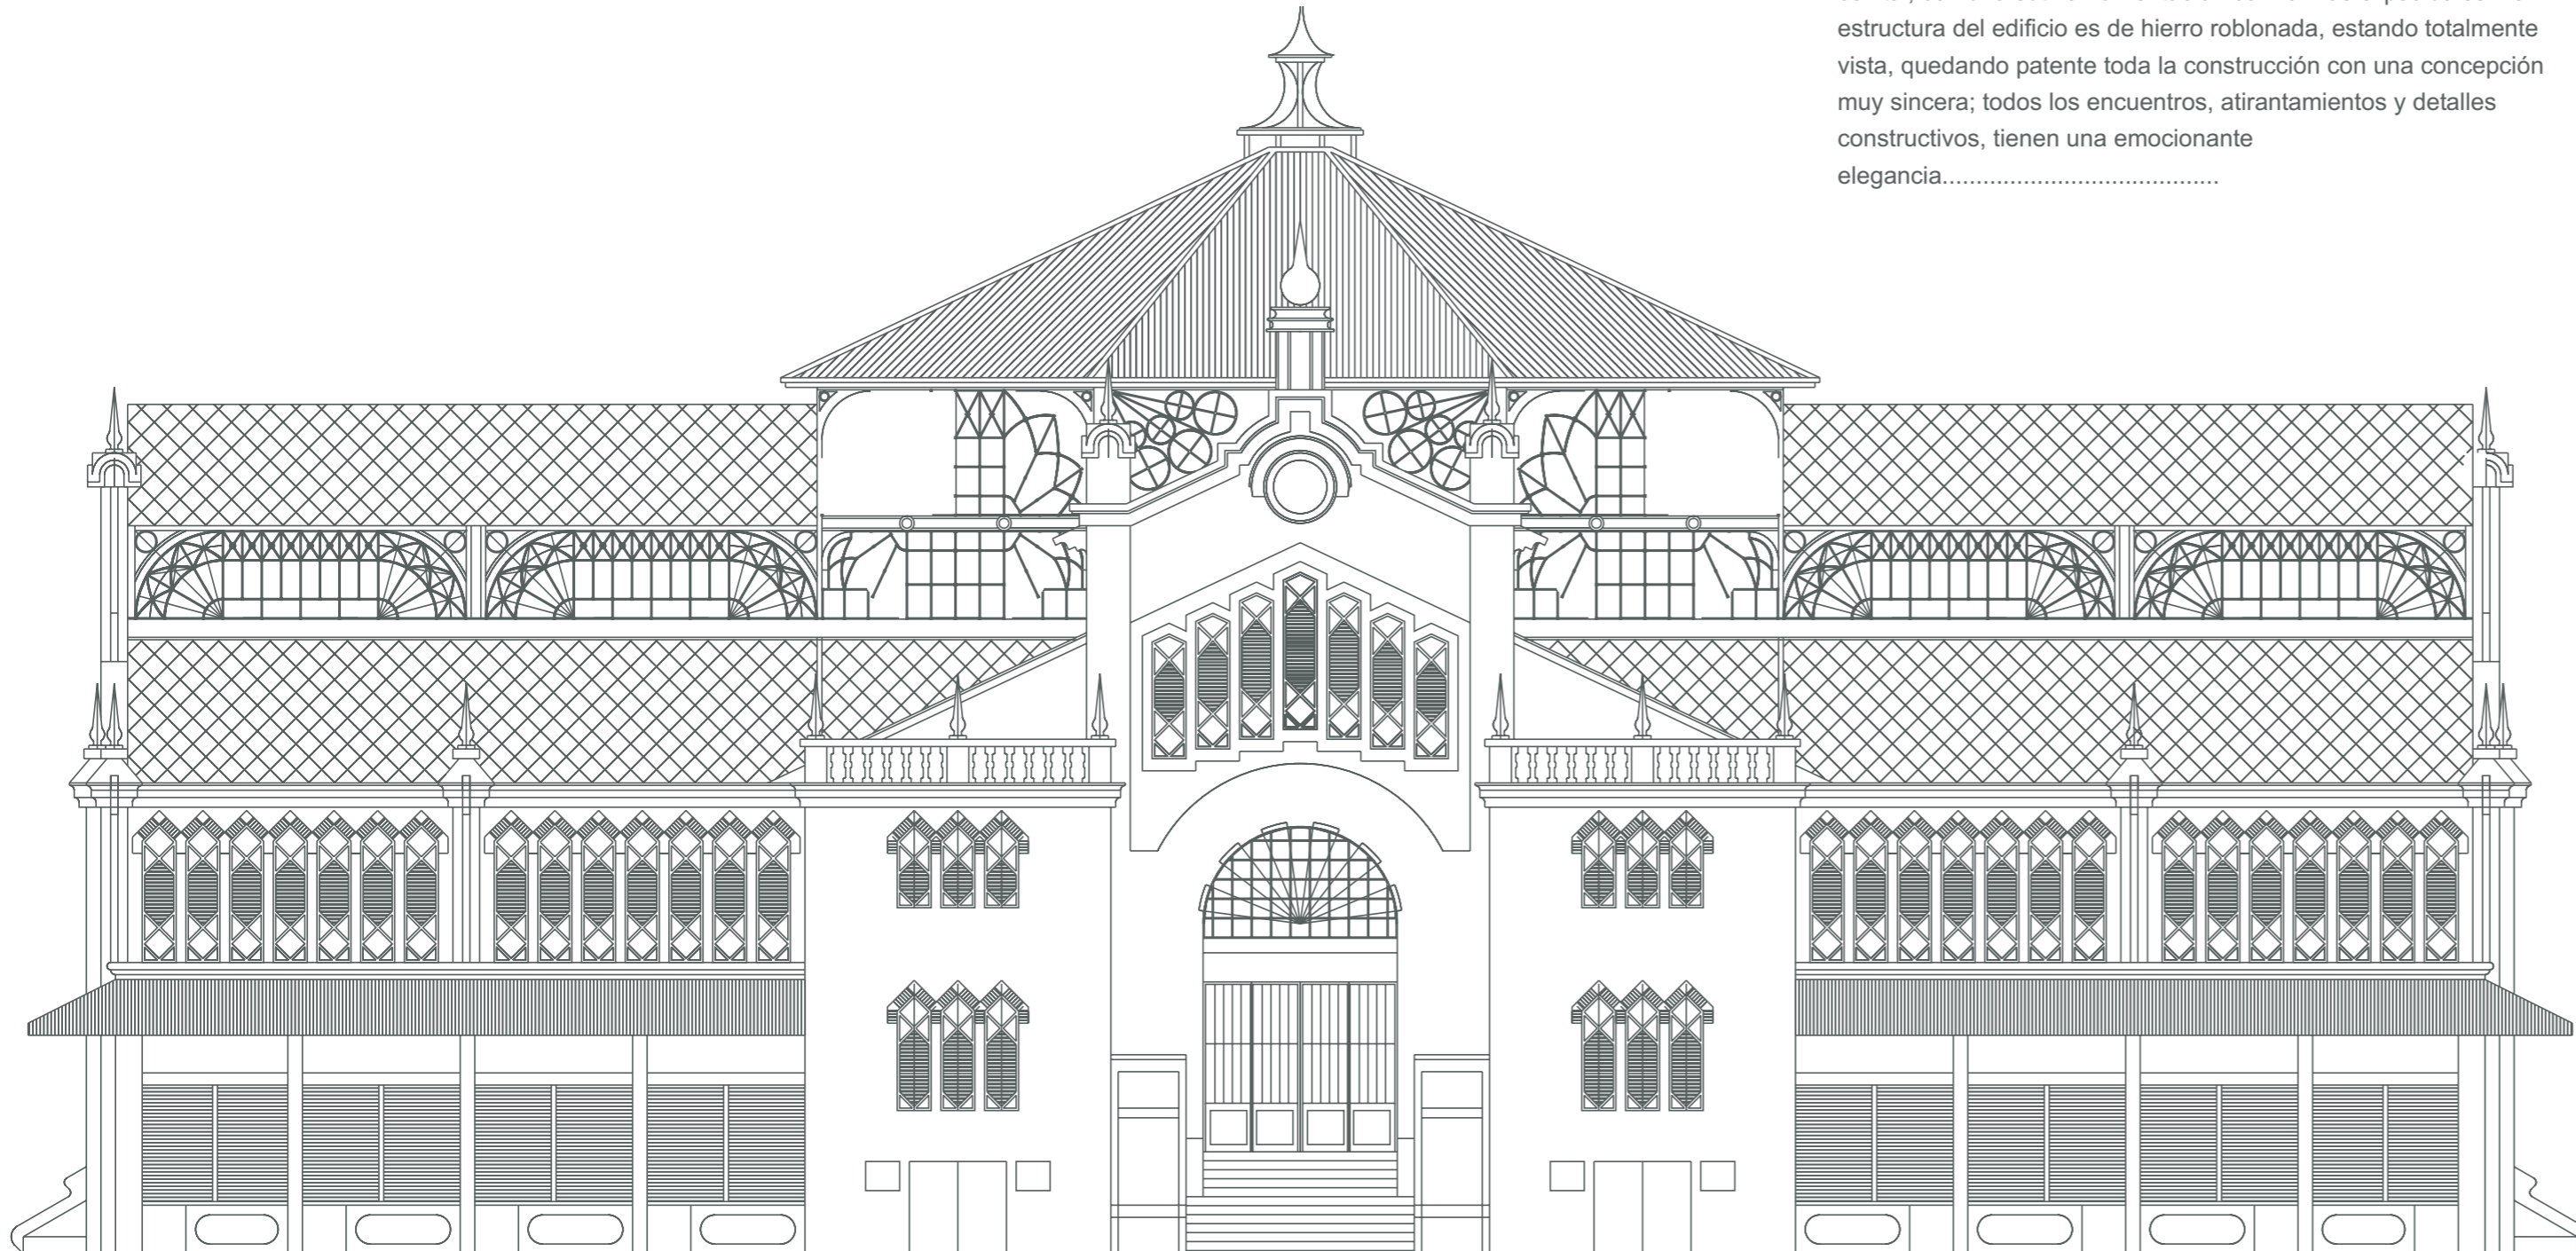 estructura del edificio es de hierro roblonada, estando totalmente
vista, quedando patente toda la construcción con una concepción
muy sincera; todos los encuentros, atirantamientos y detalles
constructivos, tienen una emocionante
elegancia.........................................